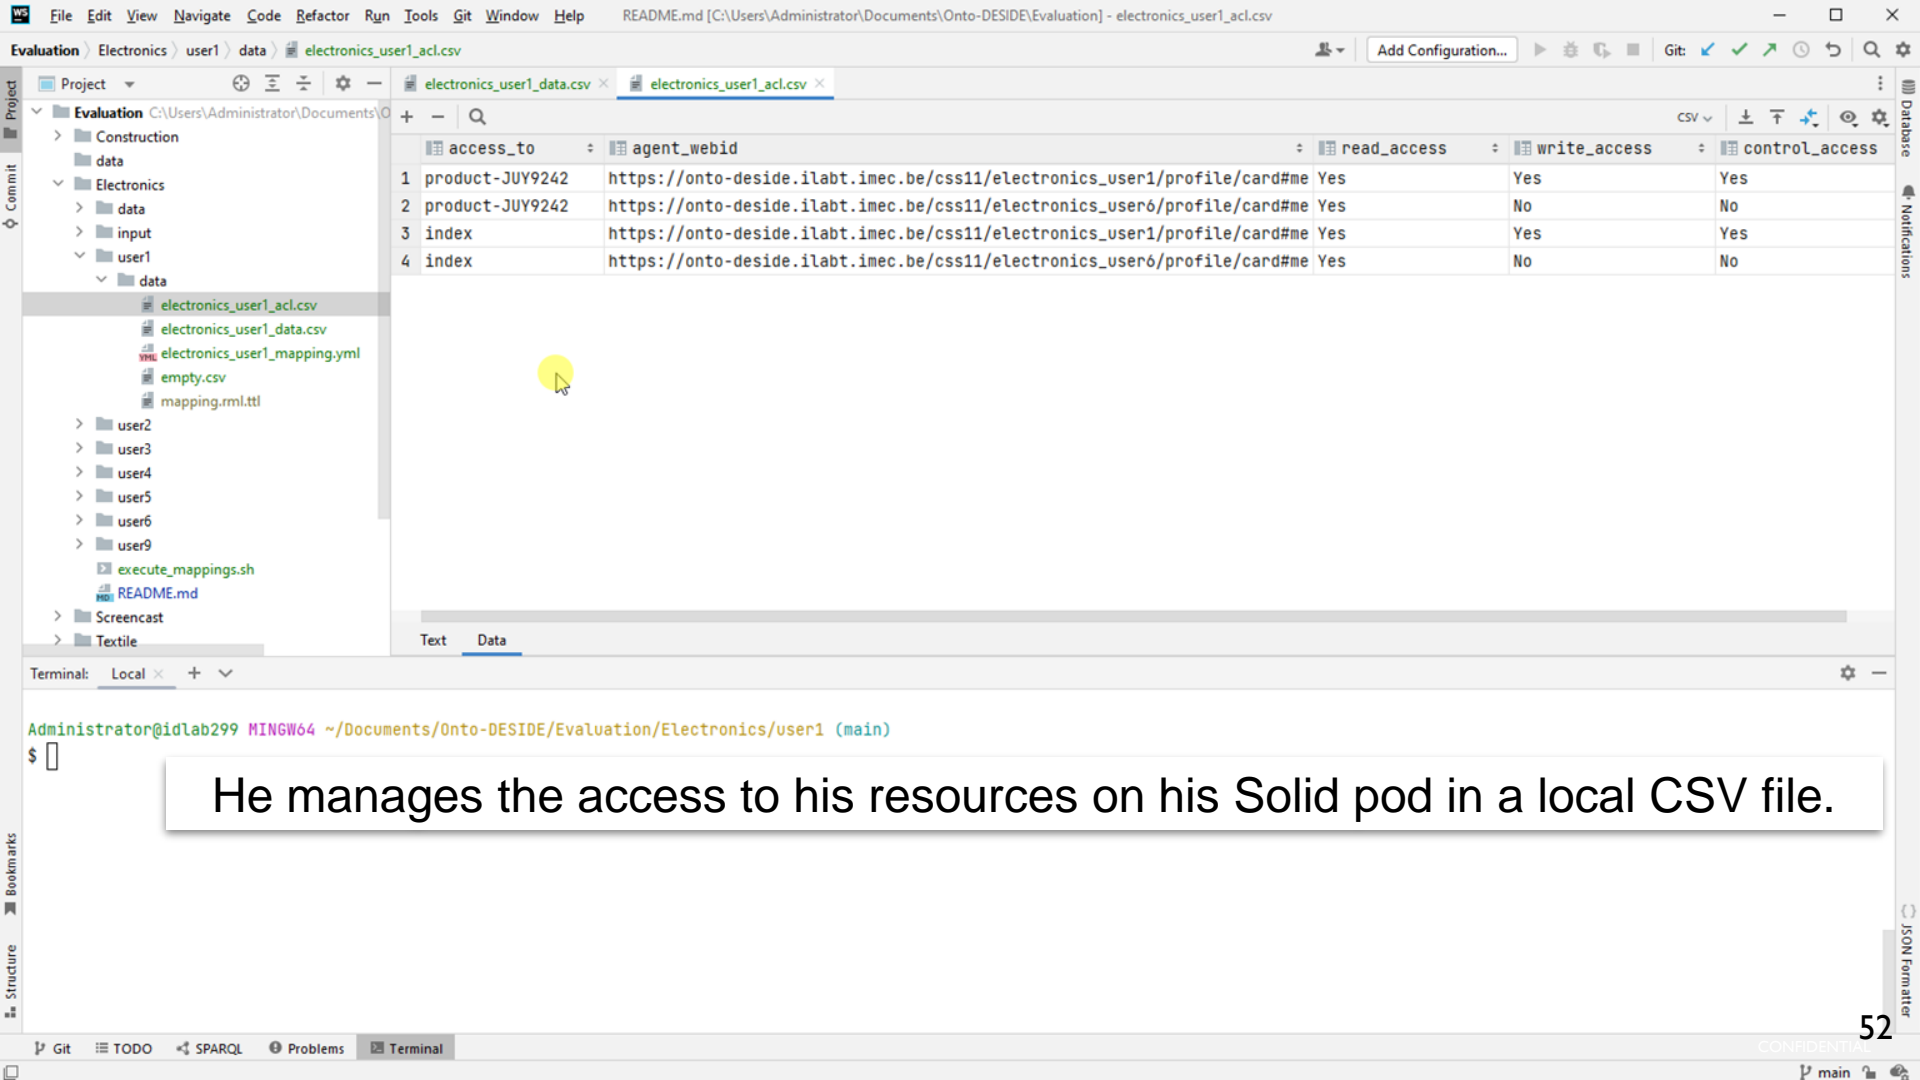 WS File Edit View Navigate Code Refactor Run Tools Git Window Help README.md [C:\Users\Administrator\Documents\Onto-DESIDE\Evaluation] - electronics_user1_acl.csv
Evaluation Electronics user1 data electronics_user1_acl.csv Add Configuration... Git:
Project electronics_user1_data.csv electronics_user1_acl.csv
Evaluation C:\Users\Administrator\Documents\O
Construction
data
Electronics
data
input
user1
data
electronics_user1_acl.csv
electronics_user1_data.csv
YML electronics_user1_mapping.yml
empty.csv
mapping.rml.ttl
user2
user3
user4
user5
user6
user9
execute_mappings.sh
MD README.md
Screencast
Textile
CSV
access_to agent_webid read_access write_access control_access
1 product-JUY9242 https://onto-deside.ilabt.imec.be/css11/electronics_user1/profile/card#me Yes Yes Yes
2 product-JUY9242 https://onto-deside.ilabt.imec.be/css11/electronics_user6/profile/card#me Yes No No
3 index https://onto-deside.ilabt.imec.be/css11/electronics_user1/profile/card#me Yes Yes Yes
4 index https://onto-deside.ilabt.imec.be/css11/electronics_user6/profile/card#me Yes No No
Text Data
Project
Commit
Bookmarks
Structure
Database
Notifications
JSON Formatter
Terminal: Local
Administrator@idlab299 MINGW64 ~/Documents/Onto-DESIDE/Evaluation/Electronics/user1 (main)
$
He manages the access to his resources on his Solid pod in a local CSV file.
52
CONFIDENTIAL
Git TODO SPARQL Problems Terminal
main